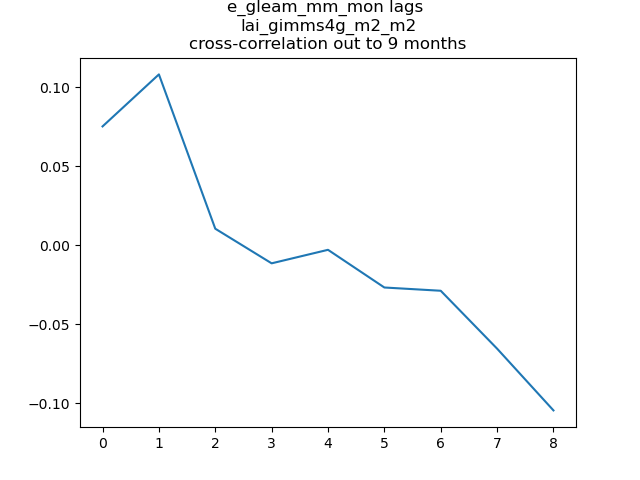 e_gleam_mm_mon lags
lai_gimms4g_m2_m2
cross-correlation out to 9 months
0.10
0.05
0.00
−0.05
−0.10
0 1 2 3 4 5 6 7 8